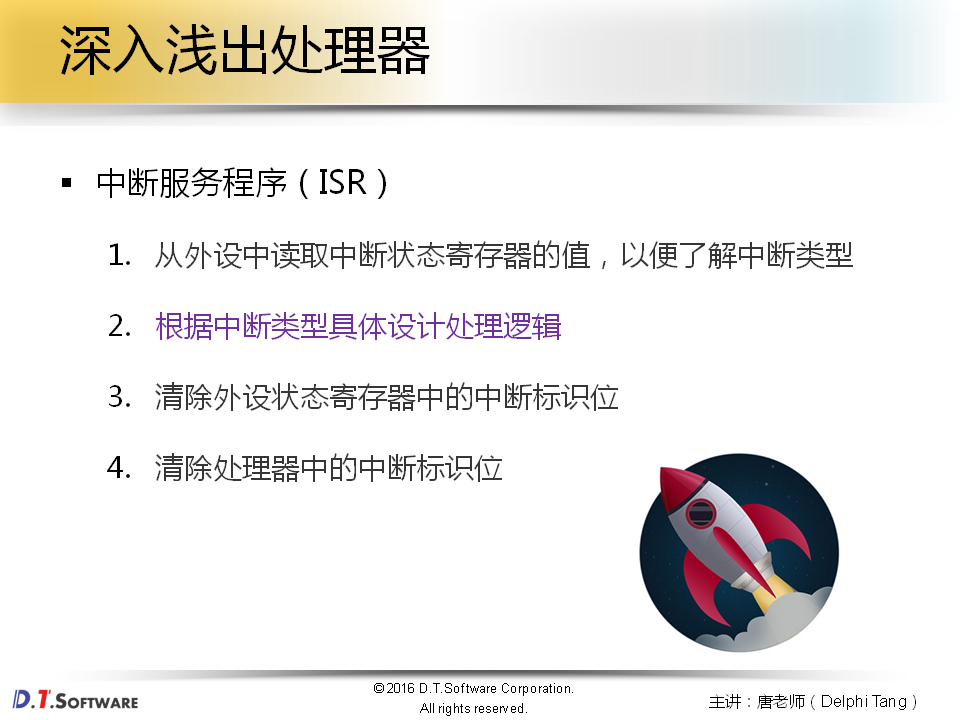 深入浅出处理器
▪ 中断服务程序（ISR）
1. 从外设中读取中断状态寄存器的值，以便了解中断类型
2. 根据中断类型具体设计处理逻辑
3. 清除外设状态寄存器中的中断标识位
4. 清除处理器中的中断标识位
D.T.SOFTWARE
©2016 D.T.Software Corporation.
All rights reserved.
主讲：唐老师（Delphi Tang）